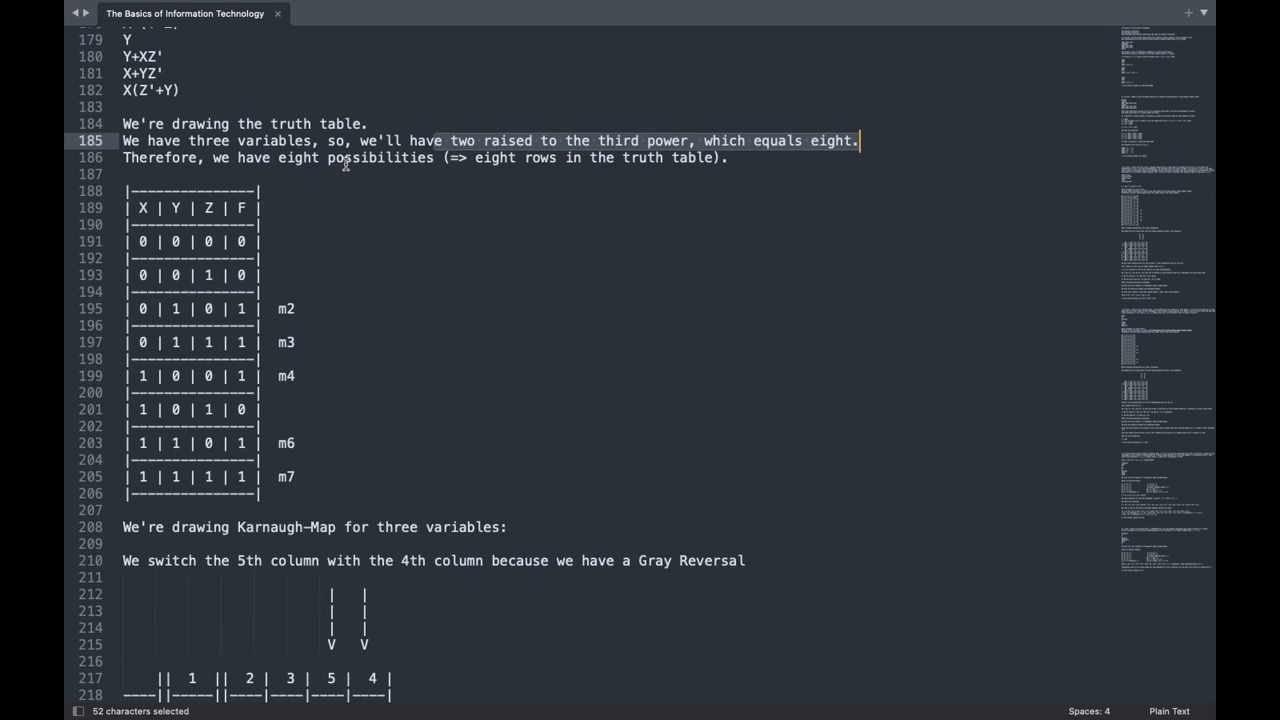 The Basics of Information Technology
179 Y
180 Y+XZ'
181 X+YZ'
182 X(Z'+Y)
183
184 We're drawing the truth table.
185 We have three variables, so, we'll have two raised to the third power, which equals eight.
186 Therefore, we have eight possibilities (=> eight rows in the truth table).
187
188 |————————————————|
189 | X | Y | Z | F |
190 |————————————————|
191 | 0 | 0 | 0 | 0 |
192 |————————————————|
193 | 0 | 0 | 1 | 0 |
194 |————————————————|
195 | 0 | 1 | 0 | 1 | m2
196 |————————————————|
197 | 0 | 1 | 1 | 1 | m3
198 |————————————————|
199 | 1 | 0 | 0 | 1 | m4
200 |————————————————|
201 | 1 | 0 | 1 | 0 |
202 |————————————————|
203 | 1 | 1 | 0 | 1 | m6
204 |————————————————|
205 | 1 | 1 | 1 | 1 | m7
206 |————————————————|
207
208 We're drawing Karnaugh—Map for three variables:
209
210 We switch the 5th column with the 4th column because we have a Gray Reversal
211
212 | |
213 | |
214 | |
215 V V
216
217 || 1 || 2 | 3 | 5 | 4 |
218 ————||—————||————|————|————|————|
52 characters selected
Spaces: 4
Plain Text